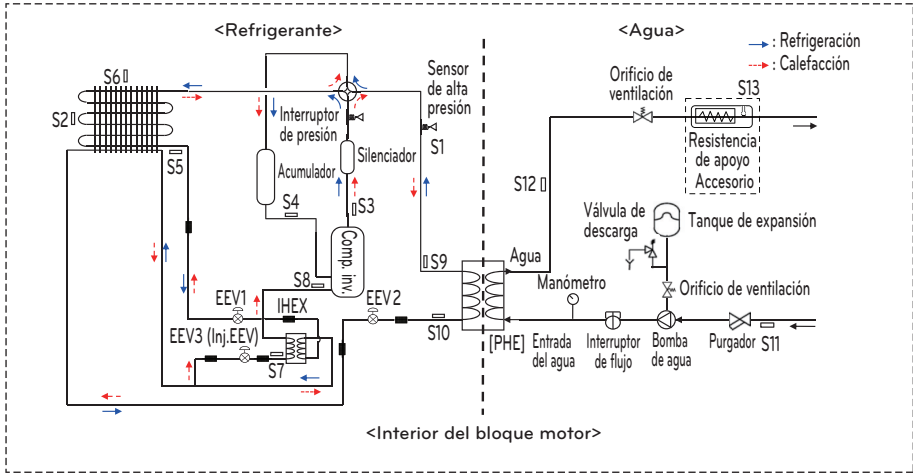 <Refrigerante>
<Agua>
: Refrigeración
: Calefacción
S6
S2
S5
Interruptor
de presión
Sensor
de alta
presión
S1
Acumulador
Silenciador
S4
S3
Comp. inv.
S8
S9
EEV1
IHEX
EEV2
EEV3 (Inj.EEV)
S7
S10
[PHE]
Orificio de
ventilación
S13
Resistencia
de apoyo
Accesorio
S12
Válvula de
descarga
Tanque de expansión
Agua
Manómetro
Orificio de ventilación
Entrada
del agua
Interruptor
de flujo
Bomba
de agua
Purgador
S11
<Interior del bloque motor>